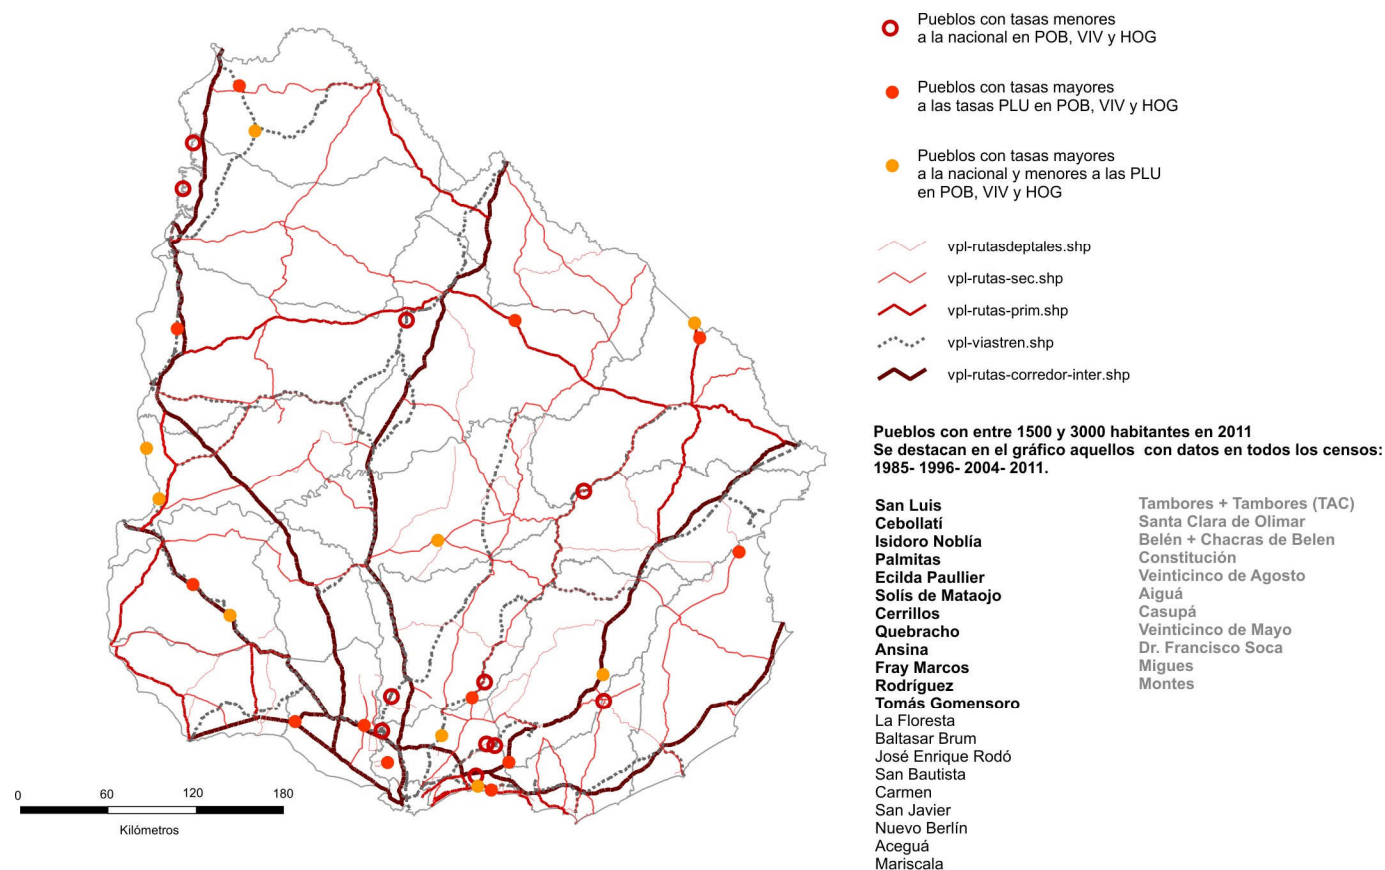 Pueblos con tasas menores
a la nacional en POB, VIV y HOG
Pueblos con tasas mayores
a las tasas PLU en POB, VIV y HOG
Pueblos con tasas mayores
a la nacional y menores a las PLU
en POB, VIV y HOG
vpl-rutasdeptales.shp
vpl-rutas-sec.shp
vpl-rutas-prim.shp
vpl-viastren.shp
vpl-rutas-corredor-inter.shp
Pueblos con entre 1500 y 3000 habitantes en 2011
Se destacan en el gráfico aquellos con datos en todos los censos:
1985- 1996- 2004- 2011.
San Luis
Cebollatí
Isidoro Noblía
Palmitas
Ecilda Paullier
Solís de Mataojo
Cerrillos
Quebracho
Ansina
Fray Marcos
Rodríguez
Tomás Gomensoro
La Floresta
Baltasar Brum
José Enrique Rodó
San Bautista
Carmen
San Javier
Nuevo Berlín
Aceguá
Mariscala
Tambores + Tambores (TAC)
Santa Clara de Olimar
Belén + Chacras de Belen
Constitución
Veinticinco de Agosto
Aiguá
Casupá
Veinticinco de Mayo
Dr. Francisco Soca
Migues
Montes
0 60 120 180
Kilómetros